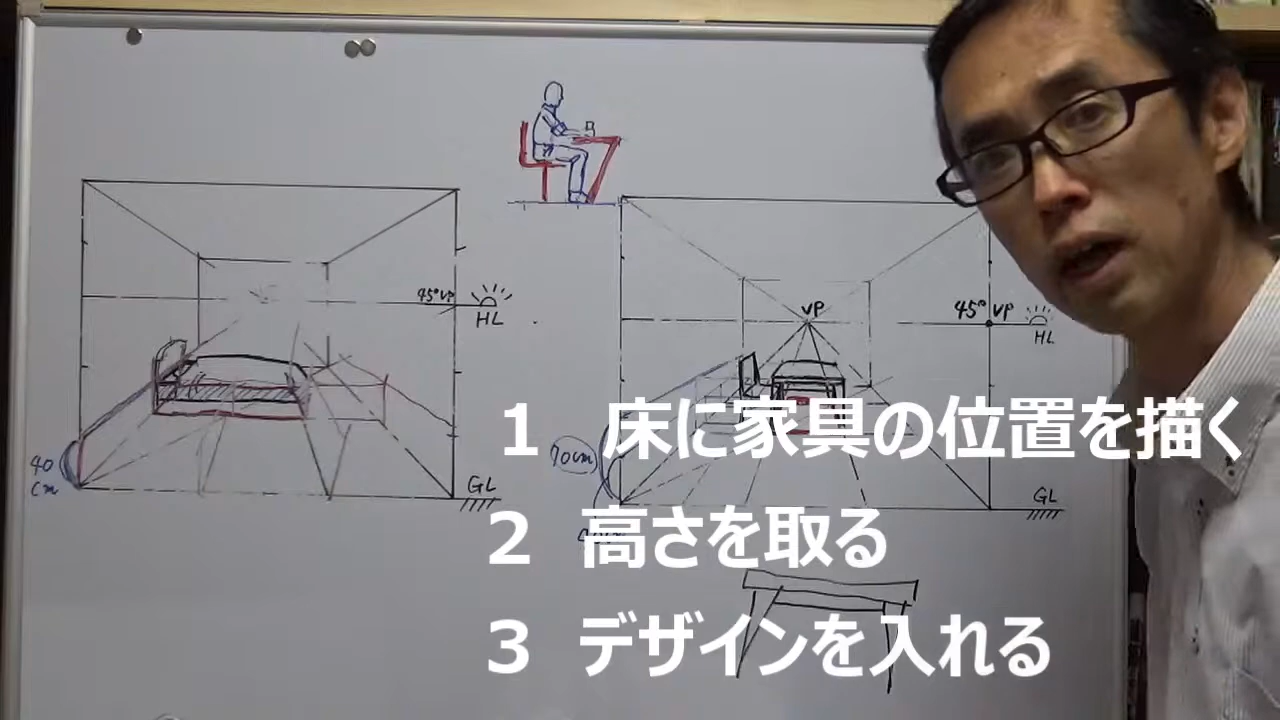 45°VP
HL
VP
45° VP
HL
1 床に家具の位置を描く
40
cm
70cm
GL
GL
2 高さを取る
3 デザインを入れる